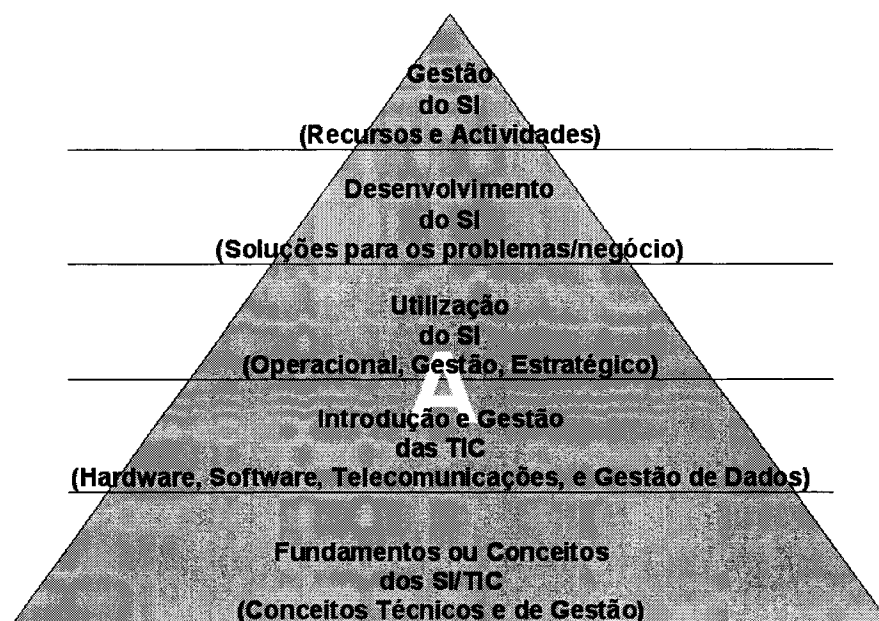 Gestão
do SI
(Recursos e Actividades)
Desenvolvimento
do SI
(Soluções para os problemas/negócio)
Utilização
do SI
(Operacional, Gestão, Estratégico)
A
Introdução e Gestão
das TIC
(Hardware, Software, Telecomunicações, e Gestão de Dados)
Fundamentos ou Conceitos
dos SI/TIC
(Conceitos Técnicos e de Gestão)